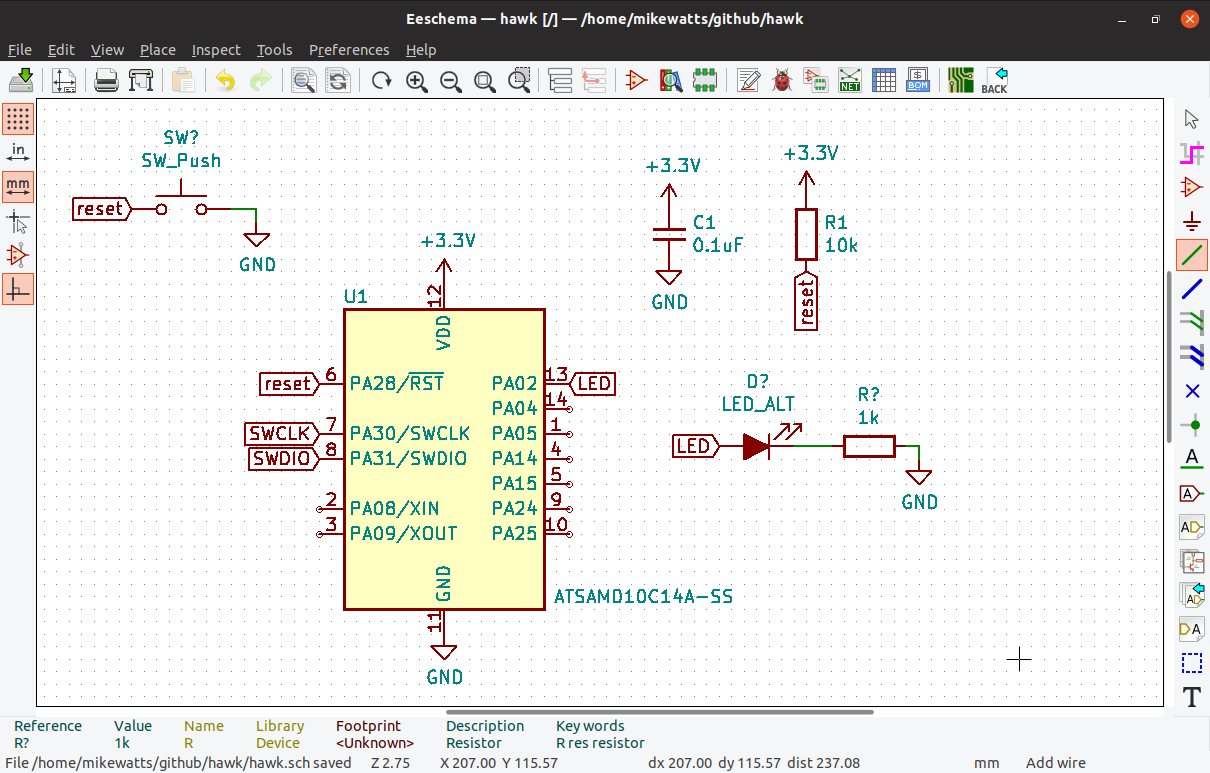 Eeschema — hawk [/] — /home/mikewatts/github/hawk
File Edit View Place Inspect Tools Preferences Help
NET
BOM
BACK
in
mm
SW?
SW_Push
reset
GND
+3.3V
12
U1
VDD
reset 6 PA28/RST
SWCLK 7 PA30/SWCLK
SWDIO 8 PA31/SWDIO
2 PA08/XIN
3 PA09/XOUT
PA02 13 LED
PA04 14
PA05 1
PA14 4
PA15 5
PA24 9
PA25 10
GND
11
GND
ATSAMD10C14A-SS
+3.3V
C1
0.1uF
GND
+3.3V
R1
10k
reset
D?
LED_ALT
LED
R?
1k
GND
A
A
AD
AD
DA
T
Reference Value Name Library Footprint Description Key words
R? 1k R Device <Unknown> Resistor R res resistor
File /home/mikewatts/github/hawk/hawk.sch saved Z 2.75 X 207.00 Y 115.57 dx 207.00 dy 115.57 dist 237.08 mm Add wire